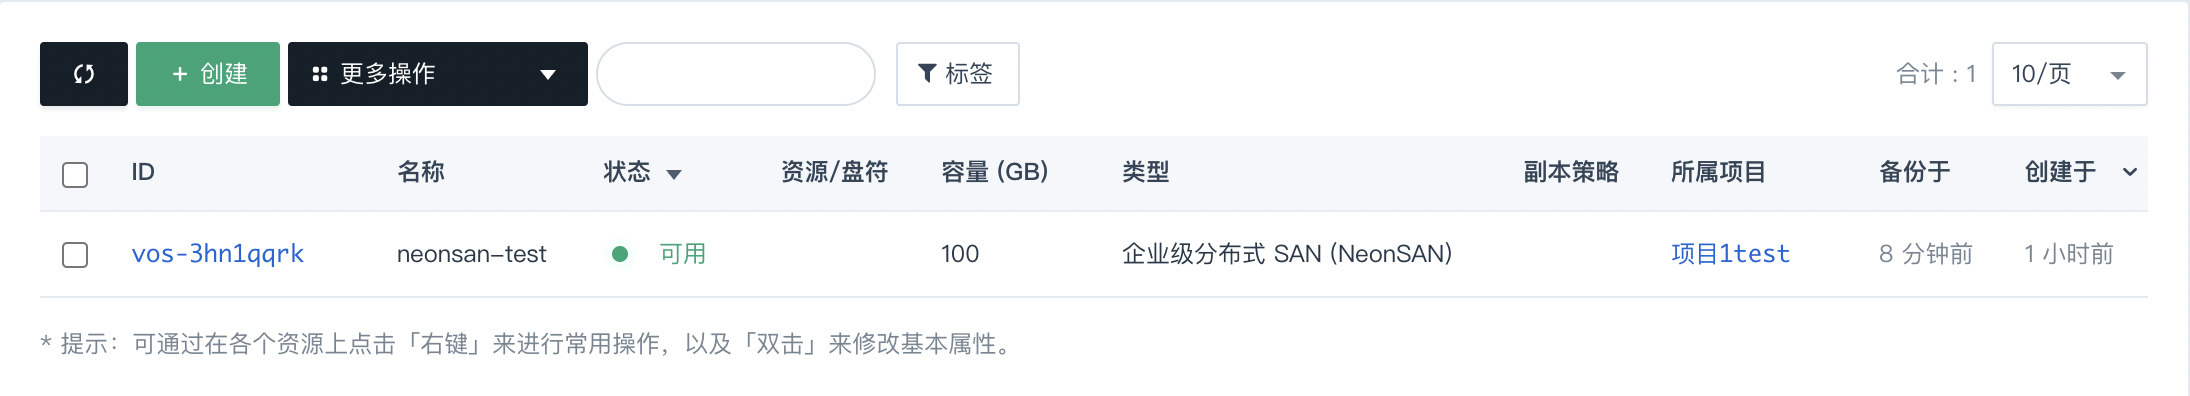 + 创建 更多操作 标签 合计：1 10/页
ID 名称 状态 资源/盘符 容量 (GB) 类型 副本策略 所属项目 备份于 创建于
vos-3hn1qqrk neonsan-test 可用 100 企业级分布式 SAN (NeonSAN) 项目1test 8 分钟前 1 小时前
* 提示：可通过在各个资源上点击「右键」来进行常用操作，以及「双击」来修改基本属性。